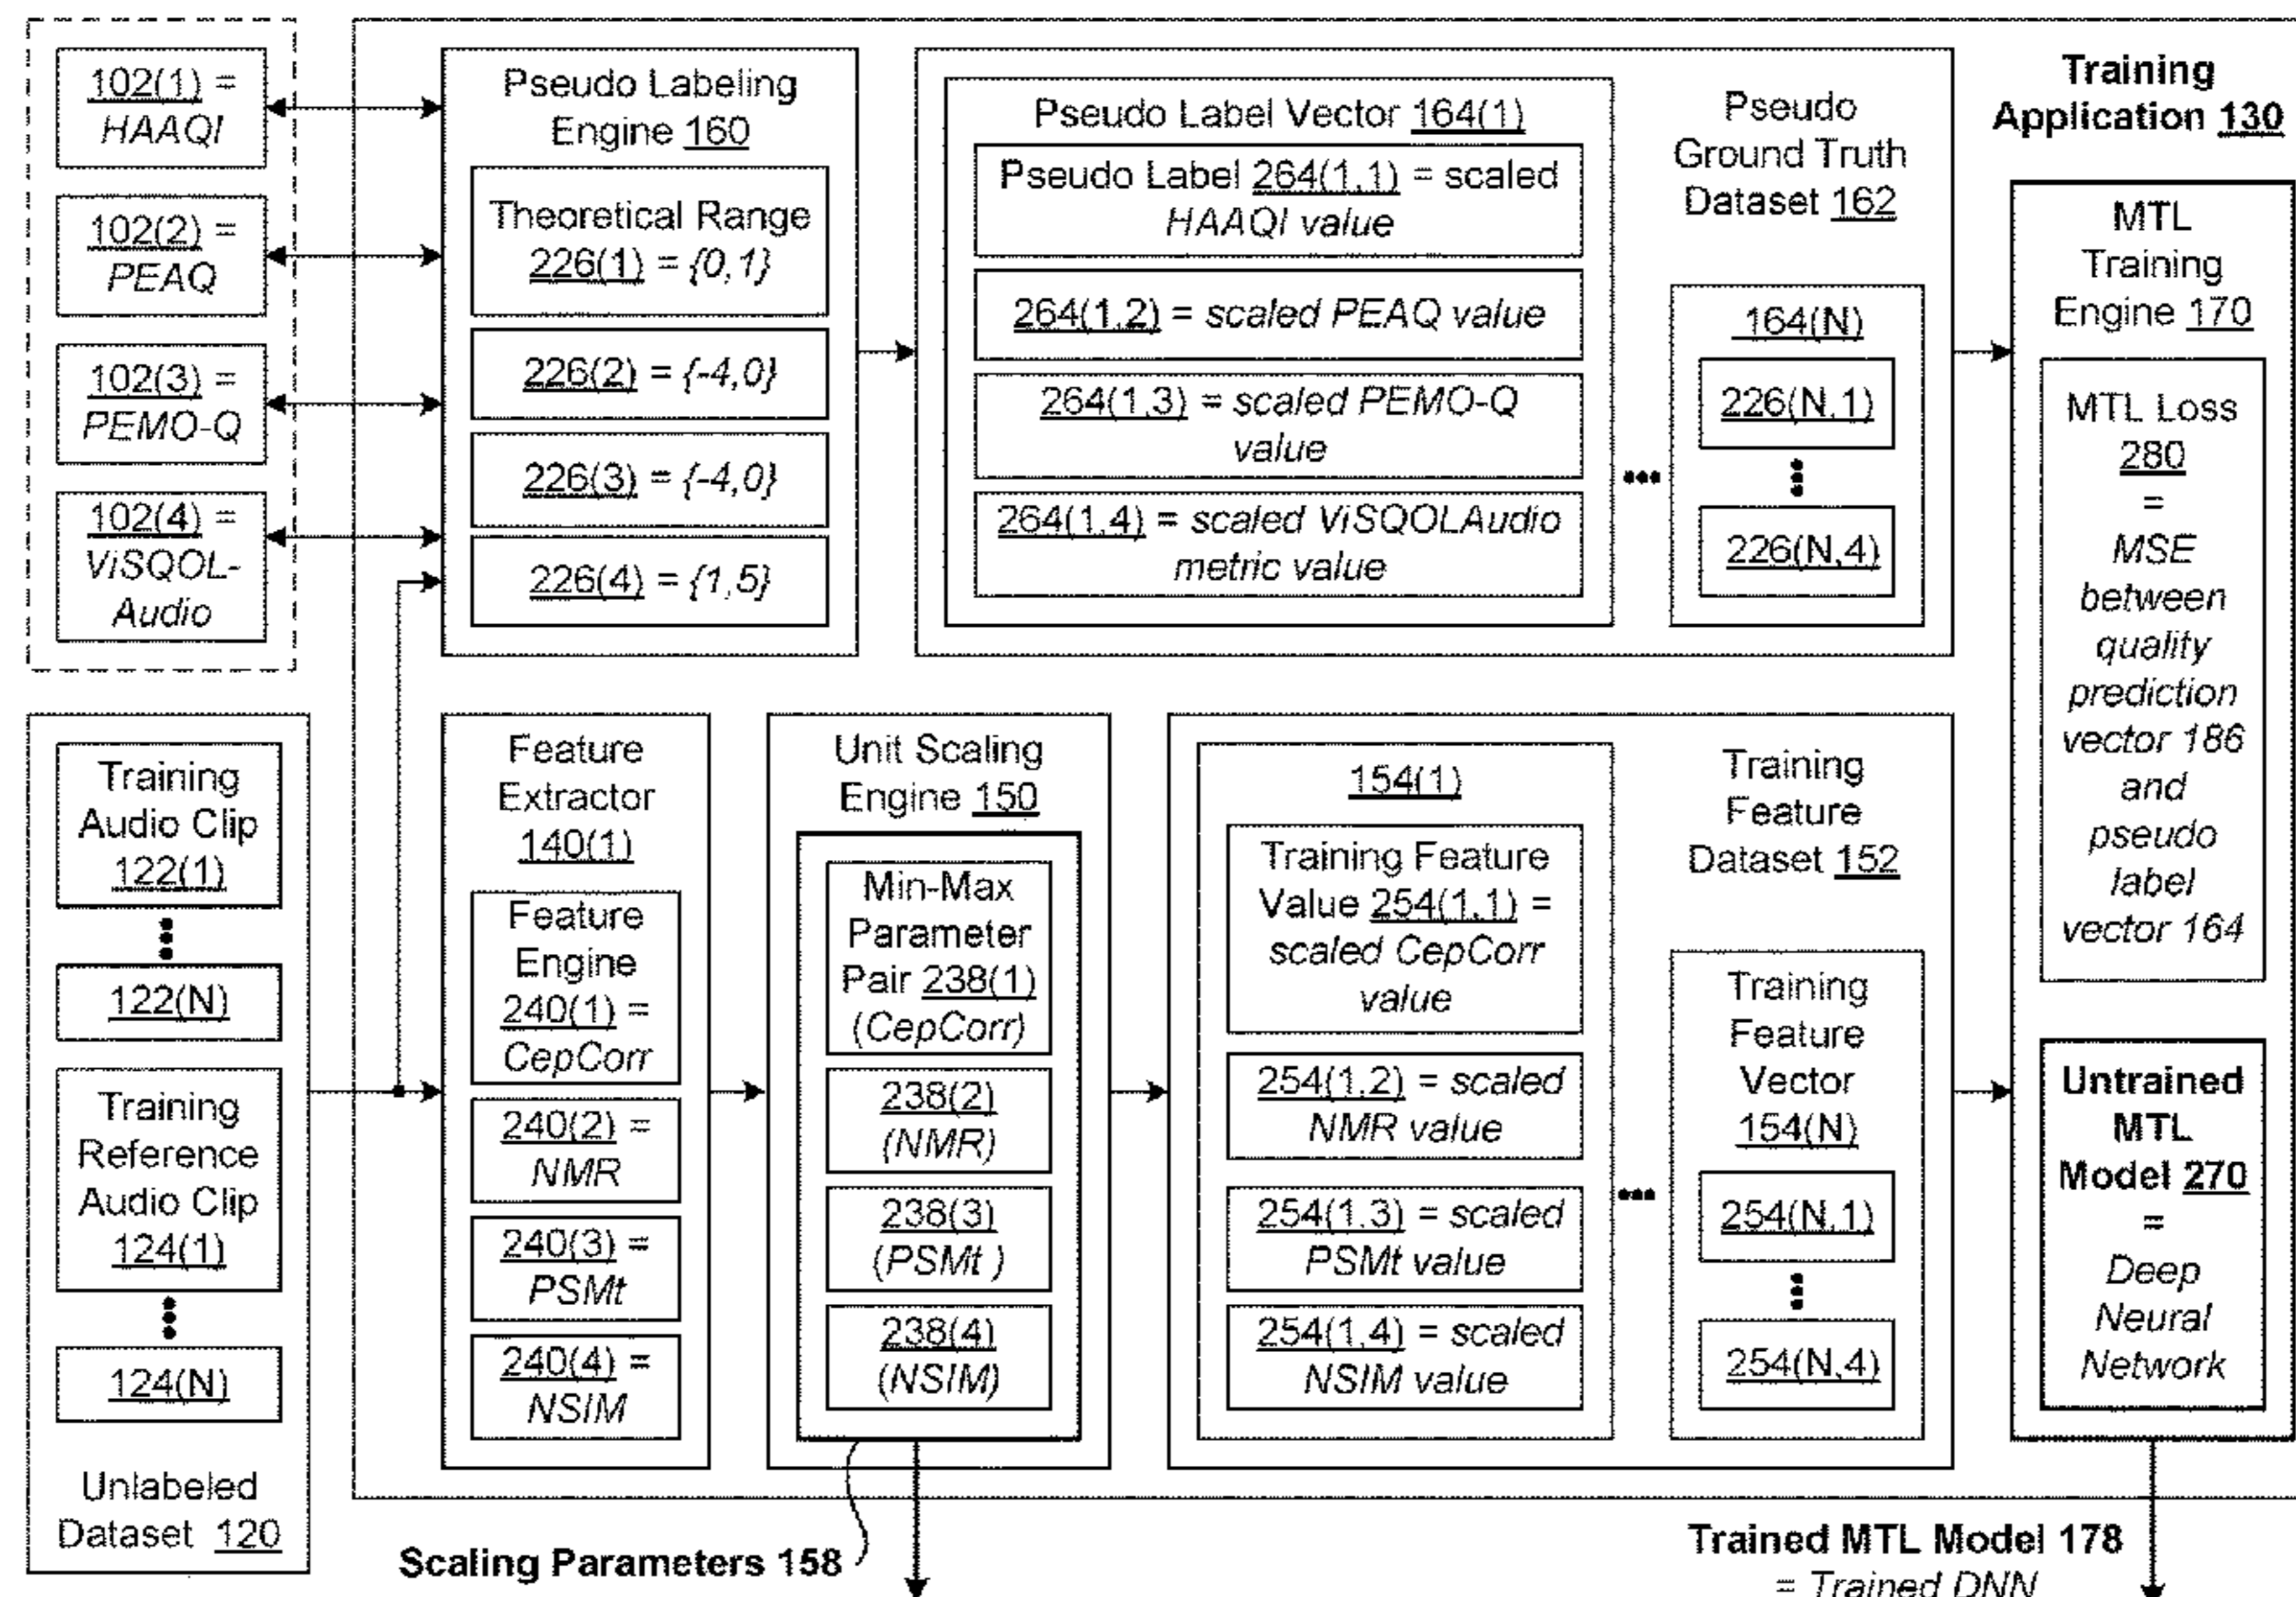 102(1) =
HAAQI
102(2) =
PEAQ
102(3) =
PEMO-Q
102(4) =
ViSQOL-
Audio
Pseudo Labeling
Engine 160
Theoretical Range
226(1) = {0,1}
226(2) = {-4,0}
226(3) = {-4,0}
226(4) = {1,5}
Pseudo Label Vector 164(1)
Pseudo Label 264(1,1) = scaled
HAAQI value
264(1,2) = scaled PEAQ value
264(1,3) = scaled PEMO-Q
value
264(1,4) = scaled ViSQOLAudio
metric value
Pseudo
Ground Truth
Dataset 162
164(N)
226(N,1)
226(N,4)
Training
Application 130
MTL
Training
Engine 170
MTL Loss
280
=
MSE
between
quality
prediction
vector 186
and
pseudo
label
vector 164
Untrained
MTL
Model 270
=
Deep
Neural
Network
Training
Audio Clip
122(1)
122(N)
Training
Reference
Audio Clip
124(1)
124(N)
Unlabeled
Dataset 120
Feature
Extractor
140(1)
Feature
Engine
240(1) =
CepCorr
240(2) =
NMR
240(3) =
PSMt
240(4) =
NSIM
Unit Scaling
Engine 150
Min-Max
Parameter
Pair 238(1)
(CepCorr)
238(2)
(NMR)
238(3)
(PSMt )
238(4)
(NSIM)
154(1)
Training Feature
Value 254(1,1) =
scaled CepCorr
value
254(1,2) = scaled
NMR value
254(1,3) = scaled
PSMt value
254(1,4) = scaled
NSIM value
Training
Feature
Dataset 152
Training
Feature
Vector
154(N)
254(N,1)
254(N,4)
Scaling Parameters 158
Trained MTL Model 178
= Trained DNN